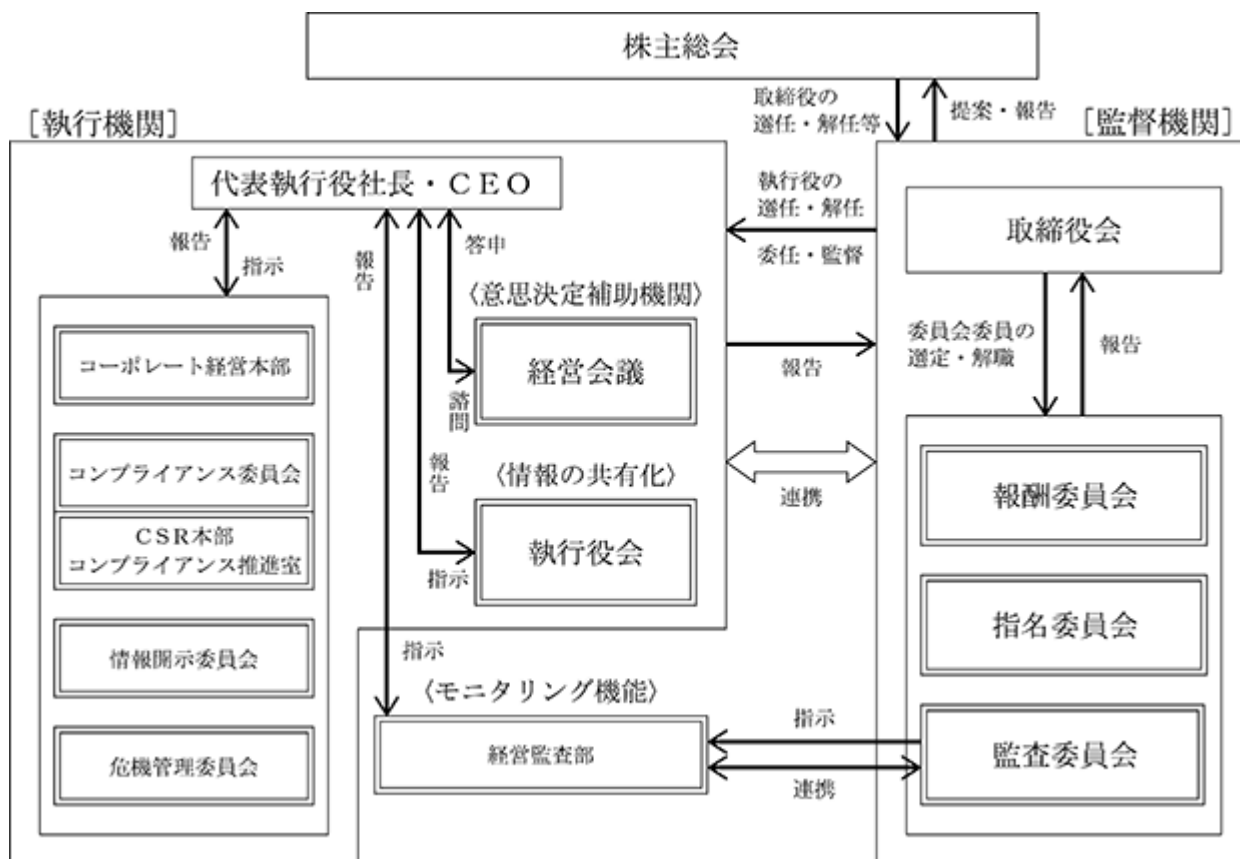 株主総会
取締役の
選任・解任等
提案・報告
[執行機関]
[監督機関]
代表執行役社長・ＣＥＯ
執行役の
選任・解任
委任・監督
取締役会
報告
指示
報告
答申
〈意思決定補助機関〉
経営会議
諮問
コーポレート経営本部
報告
委員会委員の
選定・解職
報告
コンプライアンス委員会
ＣＳＲ本部
コンプライアンス推進室
報告
〈情報の共有化〉
執行役会
指示
連携
報酬委員会
情報開示委員会
指名委員会
指示
〈モニタリング機能〉
危機管理委員会
経営監査部
指示
連携
監査委員会